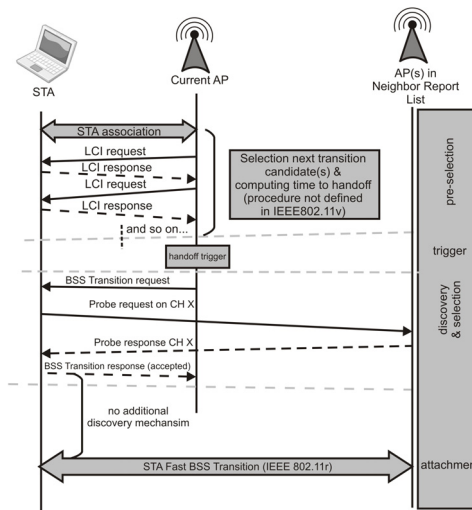 STA
Current AP
AP(s) in
Neighbor Report
List
STA association
LCI request
LCI response
LCI request
LCI response
and so on...
Selection next transition
candidate(s) &
computing time to handoff
(procedure not defined
in IEEE802.11v)
pre-selection
handoff trigger
trigger
BSS Transition request
Probe request on CH X
Probe response CH X
BSS Transition response (accepted)
discovery
& selection
no additional
discovery mechansim
STA Fast BSS Transition (IEEE 802.11r)
attachmen